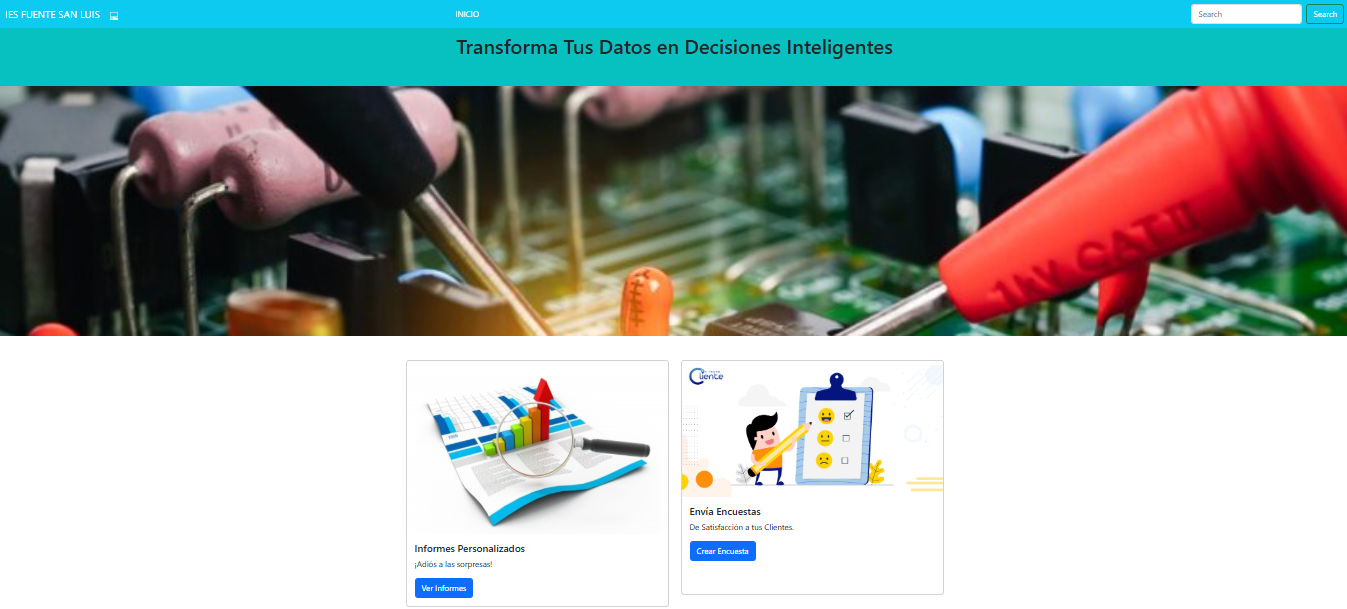 IES FUENTE SAN LUIS
INICIO
Search
Search
Transforma Tus Datos en Decisiones Inteligentes
1KV CAT II
Cliente
Informes Personalizados
¡Adiós a las sorpresas!
Ver Informes
Envía Encuestas
De Satisfacción a tus Clientes.
Crear Encuesta